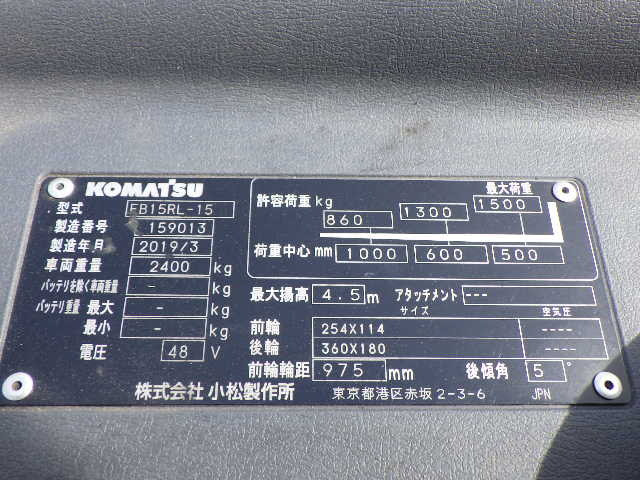 KOMATSU
型式 FB15RL-15
製造番号 159013
製造年月 2019/3
車両重量 2400 kg
バッテリを除く車両重量 - kg
バッテリ重量 最大 - kg
最小 - kg
電圧 48 V
最大荷重
許容荷重 kg 860 1300 1500
荷重中心 mm 1000 600 500
最大揚高 4.5 m アタッチメント ---
サイズ 空気圧
前輪 254X114 ----
後輪 360X180 ----
前輪輪距 975 mm 後傾角 5 °
株式会社 小松製作所 東京都港区赤坂 2-3-6 JPN